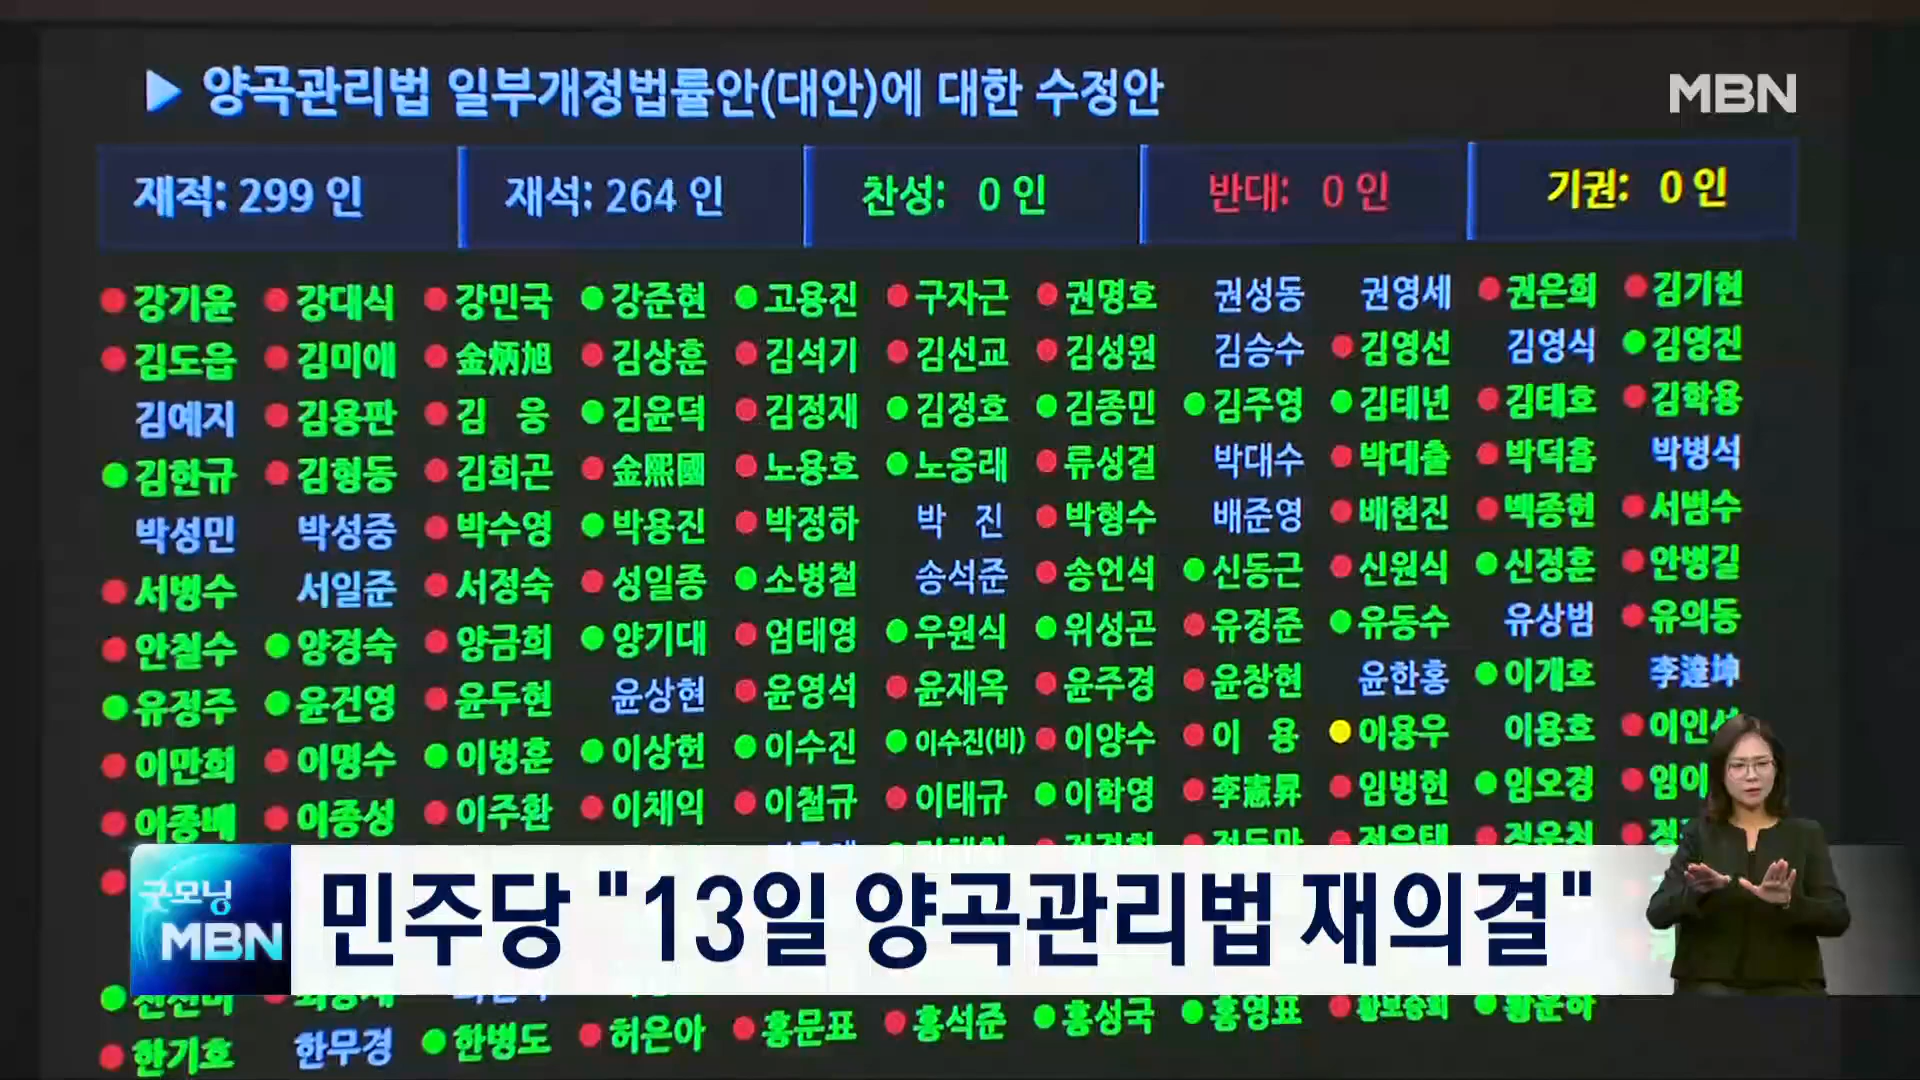 ▶ 양곡관리법 일부개정법률안(대안)에 대한 수정안
MBN
재적: 299 인 재석: 264 인 찬성: 0 인 반대: 0 인 기권: 0 인
강기윤 강대식 강민국 강준현 고용진 구자근 권명호 권성동 권영세 권은희 김기현
김도읍 김미애 金炳旭 김상훈 김석기 김선교 김성원 김승수 김영선 김영식 김영진
김예지 김용판 김 웅 김윤덕 김정재 김정호 김종민 김주영 김태년 김태호 김학용
김한규 김형동 김희곤 金熙國 노용호 노웅래 류성걸 박대수 박대출 박덕흠 박병석
박성민 박성중 박수영 박용진 박정하 박 진 박형수 배준영 배현진 백종헌 서범수
서병수 서일준 서정숙 성일종 소병철 송석준 송언석 신동근 신원식 신정훈 안병길
안철수 양경숙 양금희 양기대 엄태영 우원식 위성곤 유경준 유동수 유상범 유의동
유정주 윤건영 윤두현 윤상현 윤영석 윤재옥 윤주경 윤창현 윤한홍 이개호
이만희 이명수 이병훈 이상헌 이수진 이수진(비) 이양수 이 용 이용우 이용호
이종배 이종성 이주환 이채익 이철규 이태규 이학영 李憲昇 임병헌 임오경
굿모닝 MBN
민주당 "13일 양곡관리법 재의결"
한기호 한무경 한병도 허은아 홍문표 홍석준 홍성국 홍영표